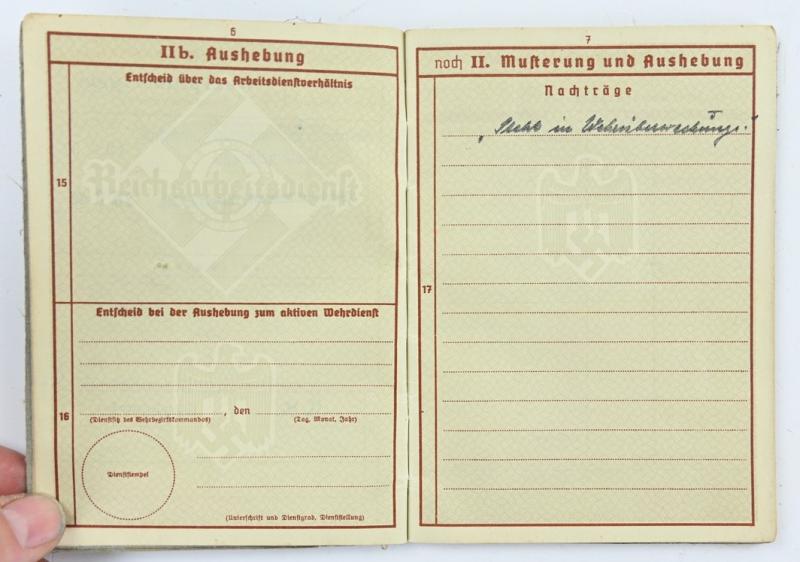 6
IIb. Aushebung
Entscheid über das Arbeitsdienstverhältnis
15
Reichsarbeitsdienst
Entscheid bei der Aushebung zum aktiven Wehrdienst
16
, den
(Dienstsitz des Wehrbezirkskommandos)
(Tag, Monat, Jahr)
Dienststempel
(Unterschrift und Dienstgrad, Dienststellung)
7
noch II. Musterung und Aushebung
Nachträge
„Steht in Wehrüberwachung.“
17